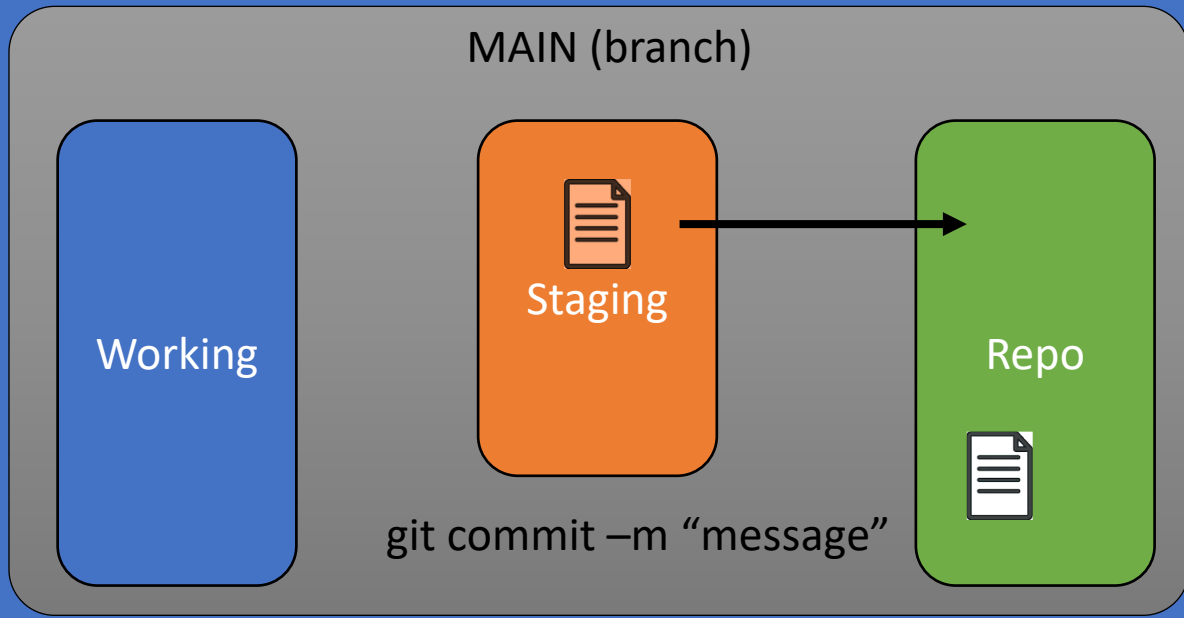 MAIN (branch)
Staging
Working
Repo
git commit –m “message”